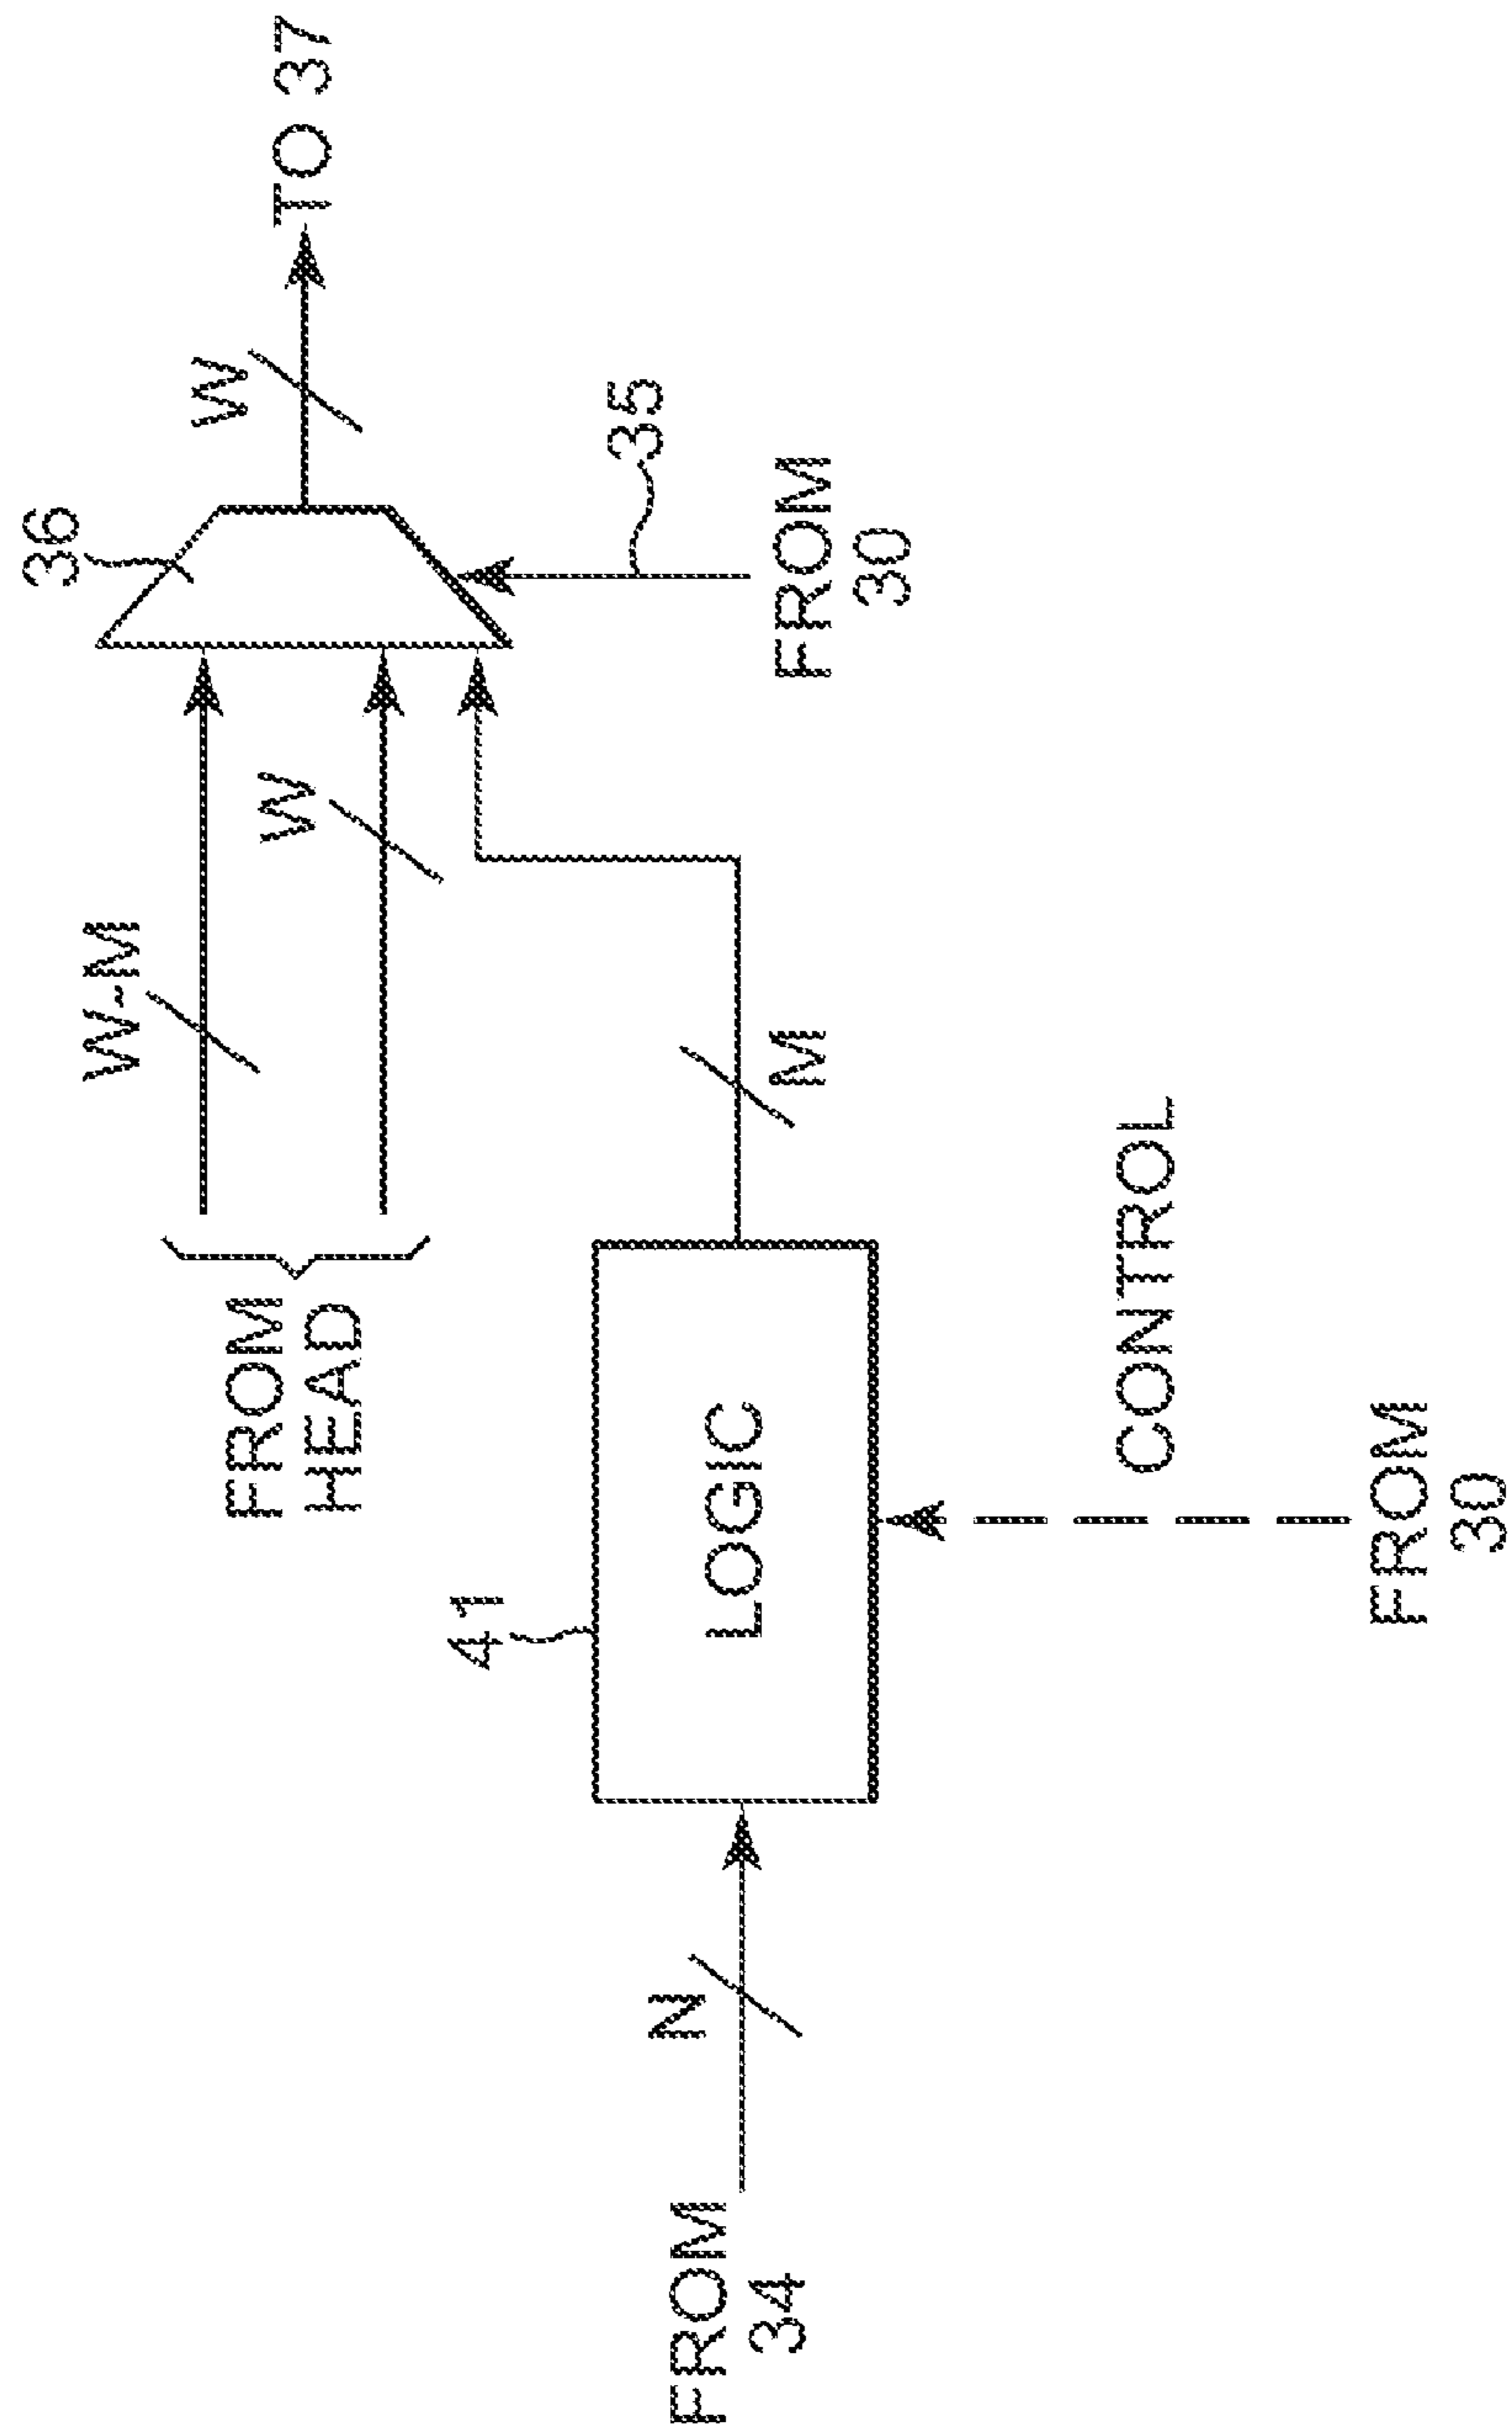 36
W
TO 37
W-M
W
FROM
HEAD
35
FROM
30
M
41
LOGIC
N
FROM
34
CONTROL
FROM
30